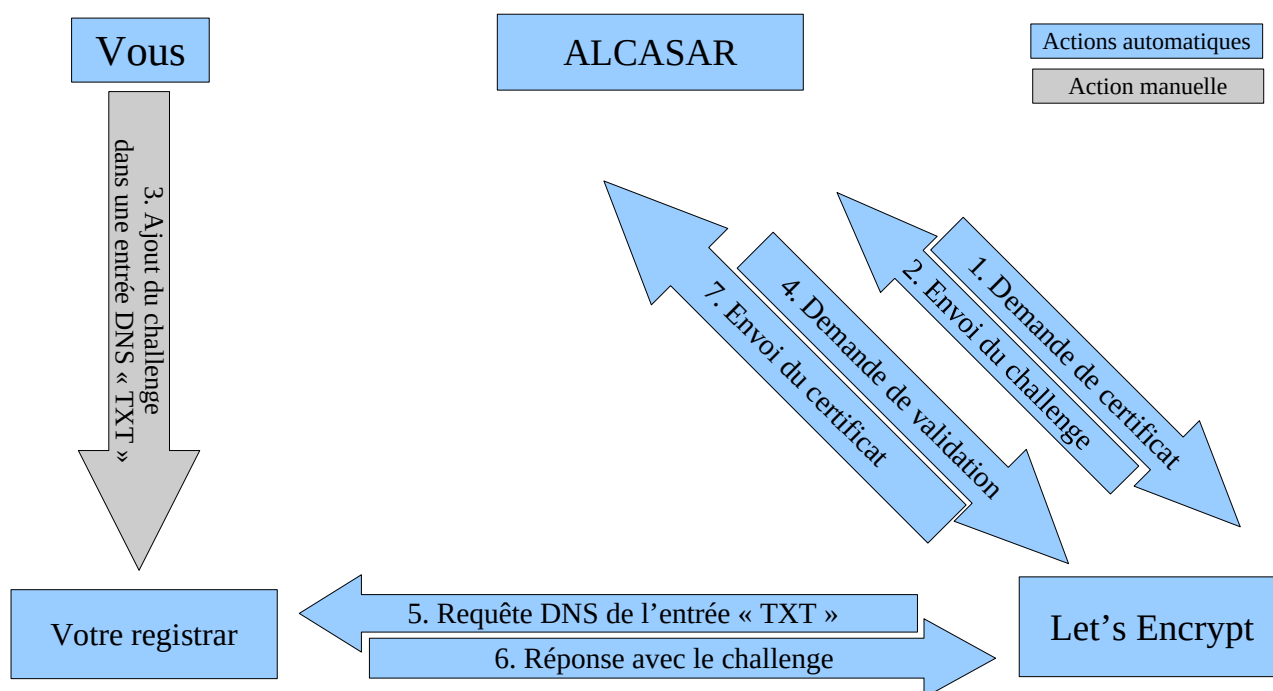 Vous
ALCASAR
Actions automatiques
Action manuelle
3. Ajout du challenge
dans une entrée DNS « TXT »
1. Demande de certificat
2. Envoi du challenge
4. Demande de validation
7. Envoi du certificat
5. Requête DNS de l’entrée « TXT »
6. Réponse avec le challenge
Votre registrar
Let’s Encrypt